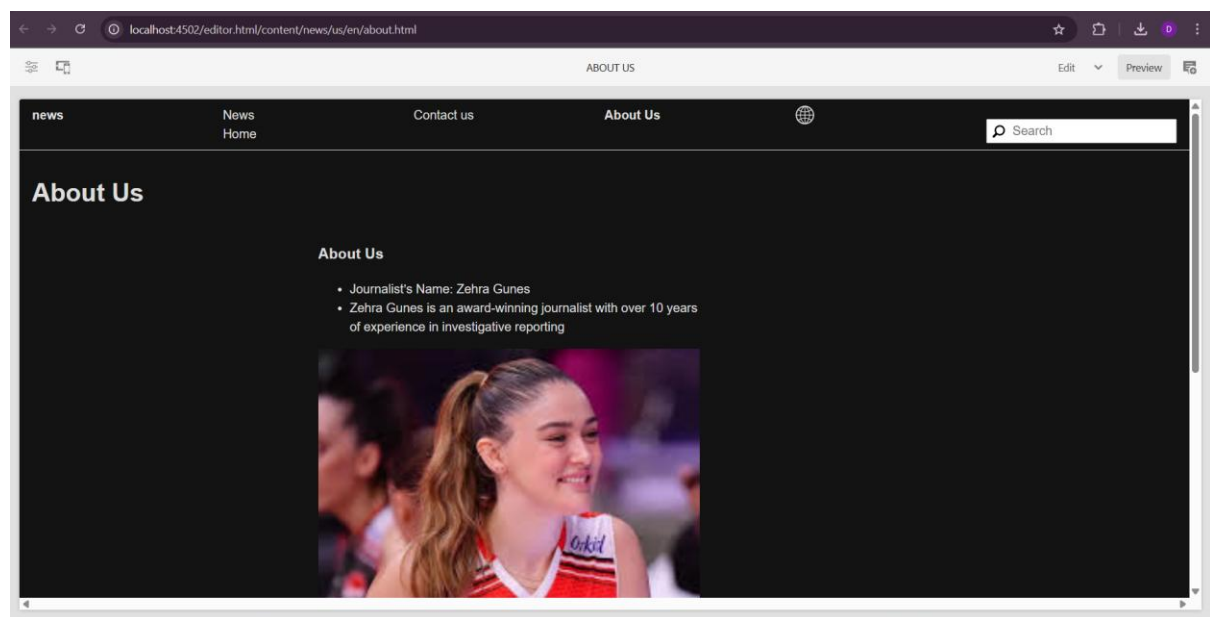 localhost:4502/editor.html/content/news/us/en/about.html
D
ABOUT US
Edit
Preview
news
News
Home
Contact us
About Us
Search
About Us
About Us
• Journalist's Name: Zehra Gunes
• Zehra Gunes is an award-winning journalist with over 10 years
of experience in investigative reporting
Orkid